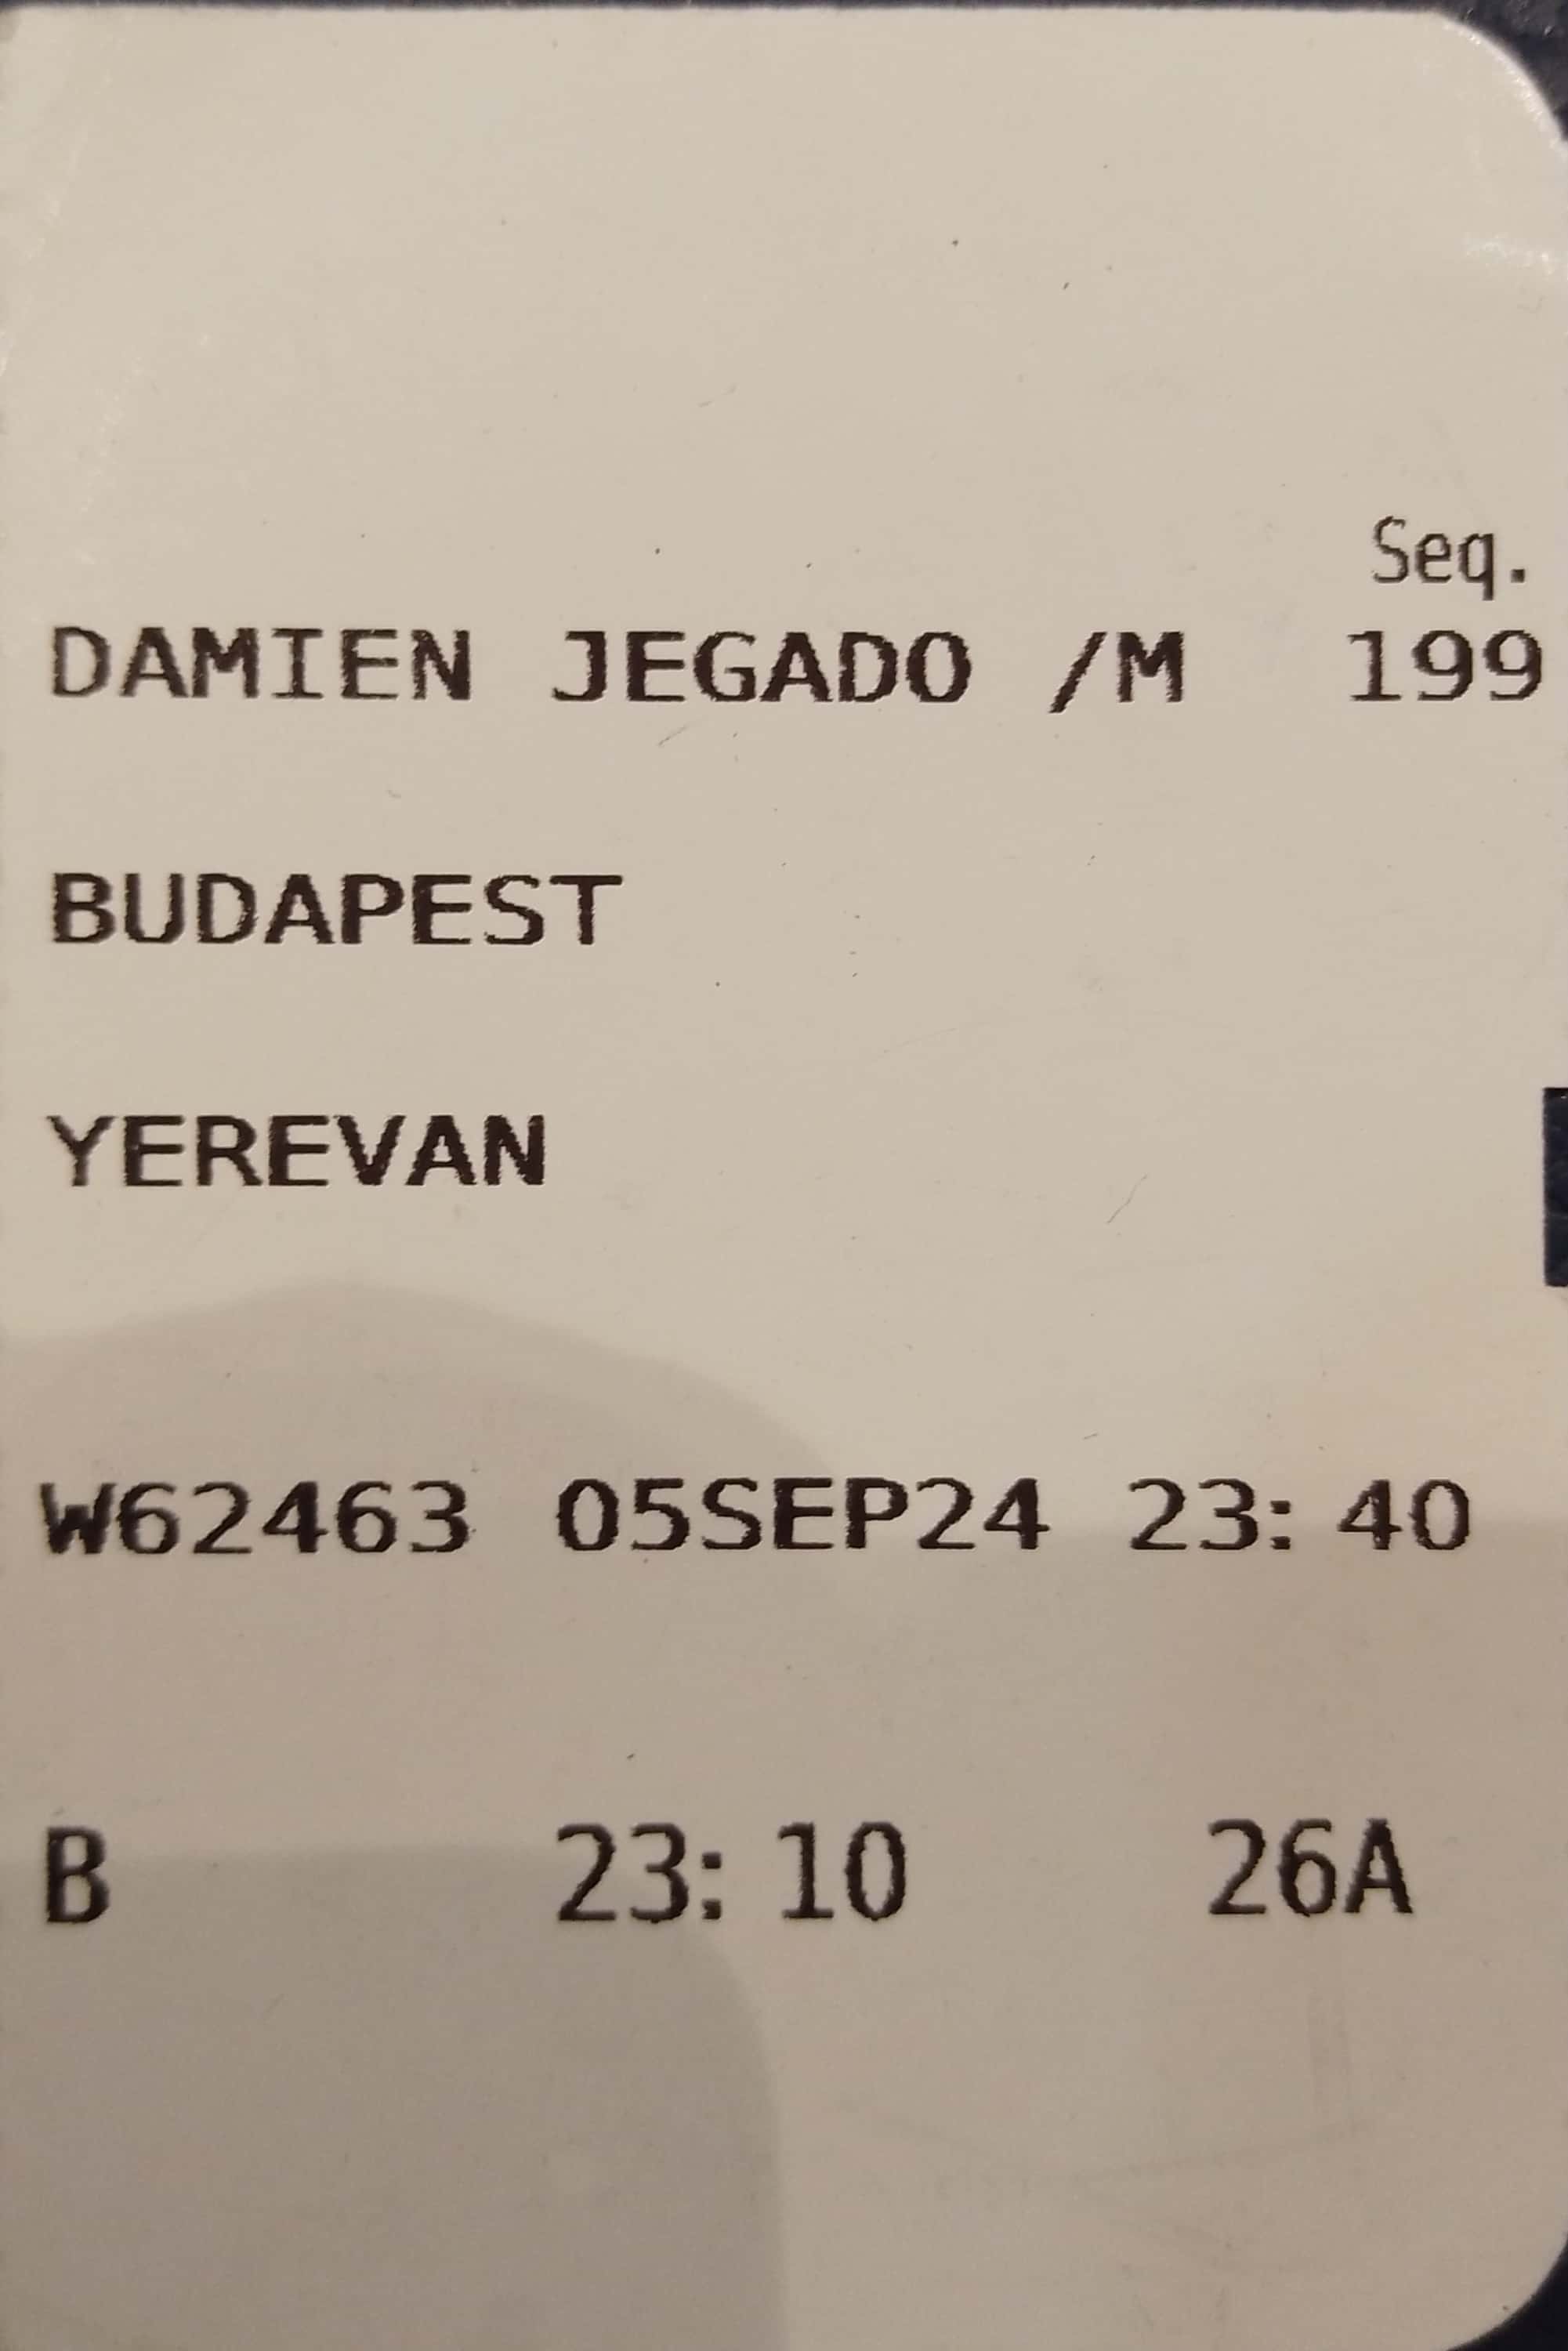 Seq.
DAMIEN JEGADO /M 199
BUDAPEST
YEREVAN
W62463 05SEP24 23:40
B 23:10 26A